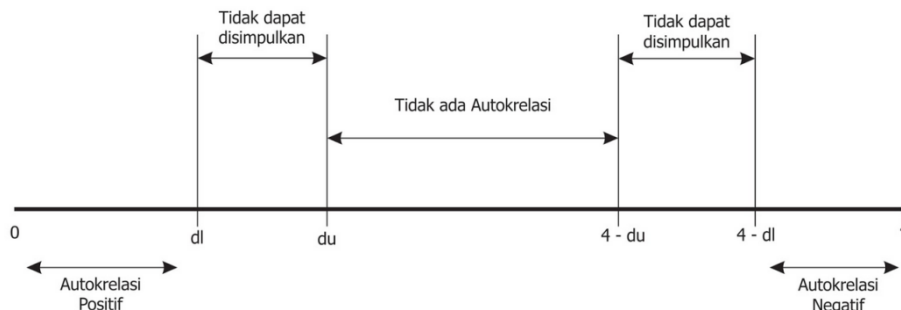 Tidak dapat
disimpulkan
Tidak dapat
disimpulkan
Tidak ada Autokrelasi
0
dl
du
4 - du
4 - dl
Autokrelasi
Positif
Autokrelasi
Negatif